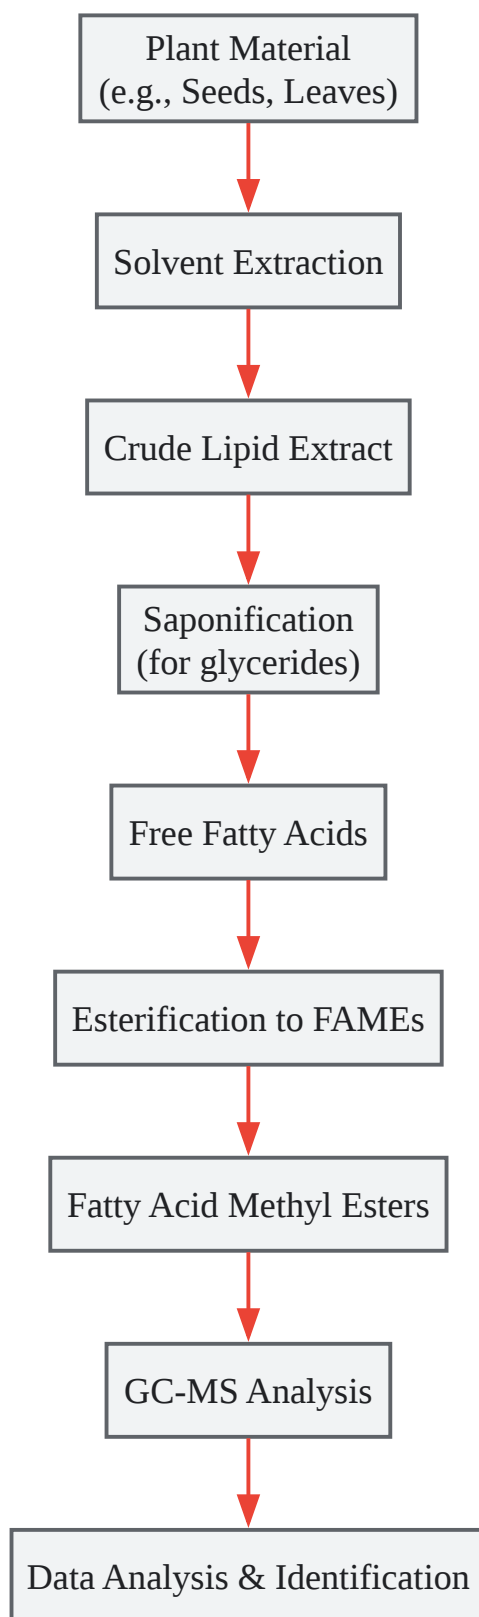 Plant Material
(e.g., Seeds, Leaves)
Solvent Extraction
Crude Lipid Extract
Saponification
(for glycerides)
Free Fatty Acids
Esterification to FAMEs
Fatty Acid Methyl Esters
GC-MS Analysis
Data Analysis & Identification